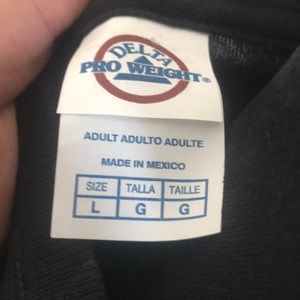 DELTA
PRO WEIGHT®
ADULT ADULTO ADULTE
MADE IN MEXICO
SIZE TALLA TAILLE
L G G